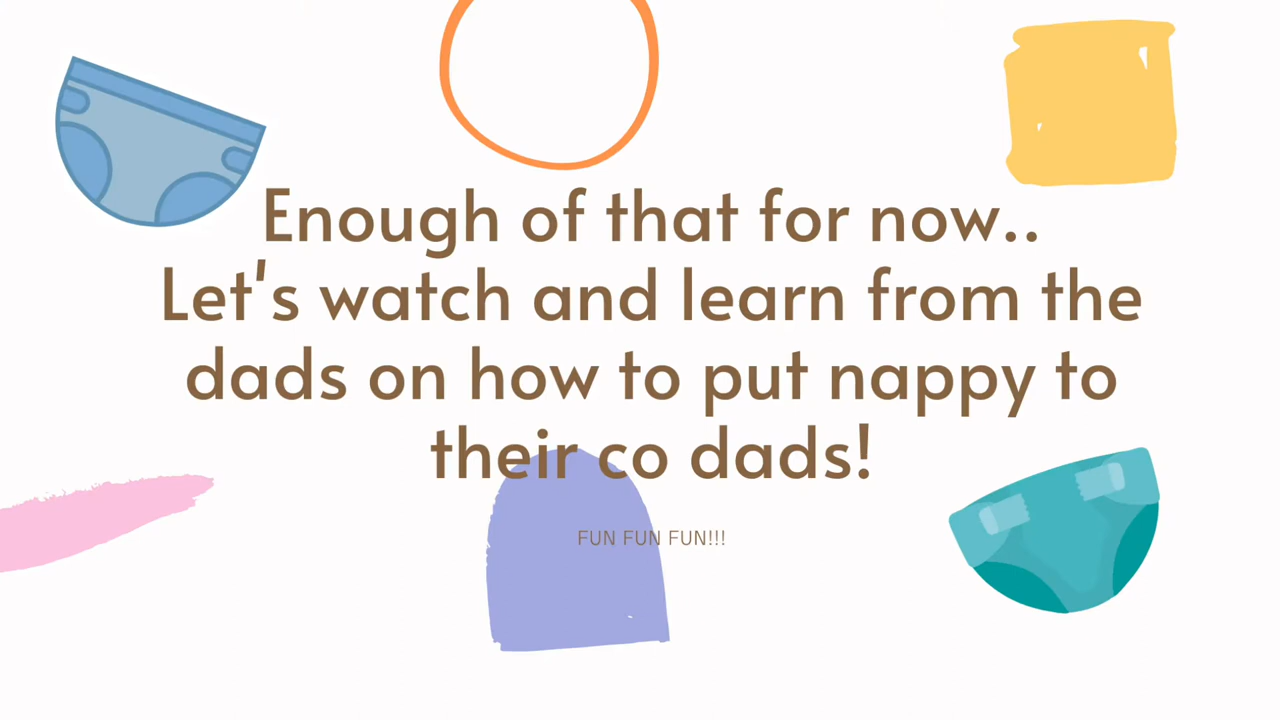 Enough of that for now..
Let's watch and learn from the
dads on how to put nappy to
their co dads!
FUN FUN FUN!!!